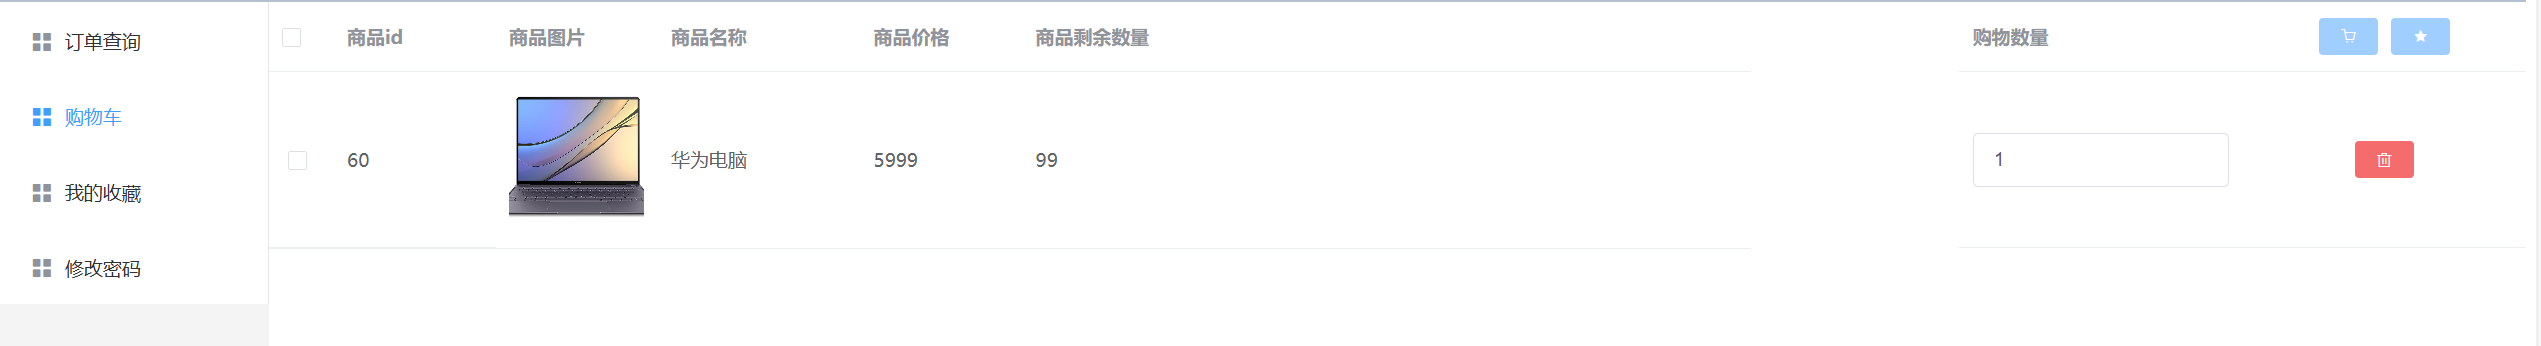 订单查询
购物车
我的收藏
修改密码
商品id 商品图片 商品名称 商品价格 商品剩余数量 购物数量
60 华为电脑 5999 99 1